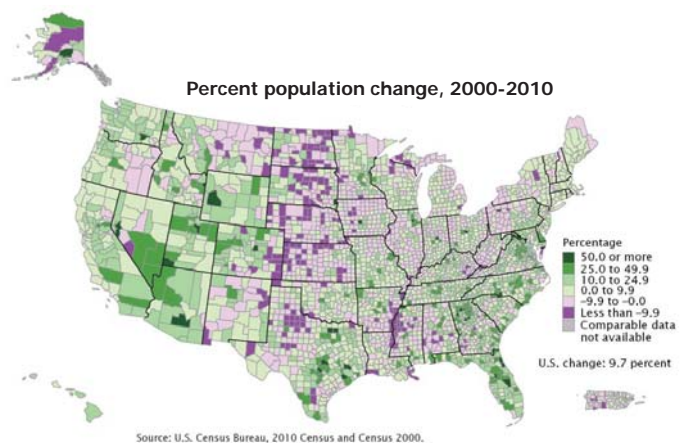 Percent population change, 2000-2010
Percentage
50.0 or more
25.0 to 49.9
10.0 to 24.9
0.0 to 9.9
-9.9 to -0.0
Less than -9.9
Comparable data
not available
U.S. change: 9.7 percent
Source: U.S. Census Bureau, 2010 Census and Census 2000.